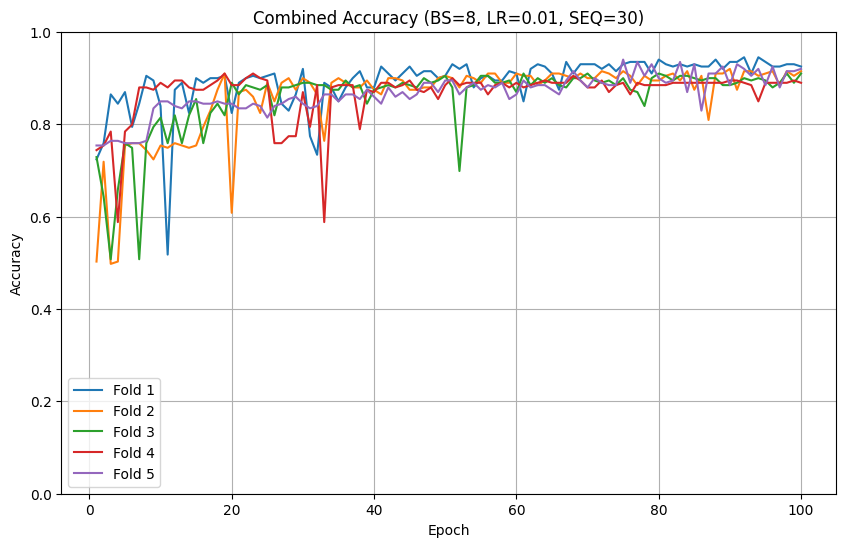 Combined Accuracy (BS=8, LR=0.01, SEQ=30)
1.0
0.8
0.6
0.4
0.2
0.0
Accuracy
Fold 1
Fold 2
Fold 3
Fold 4
Fold 5
0 20 40 60 80 100
Epoch